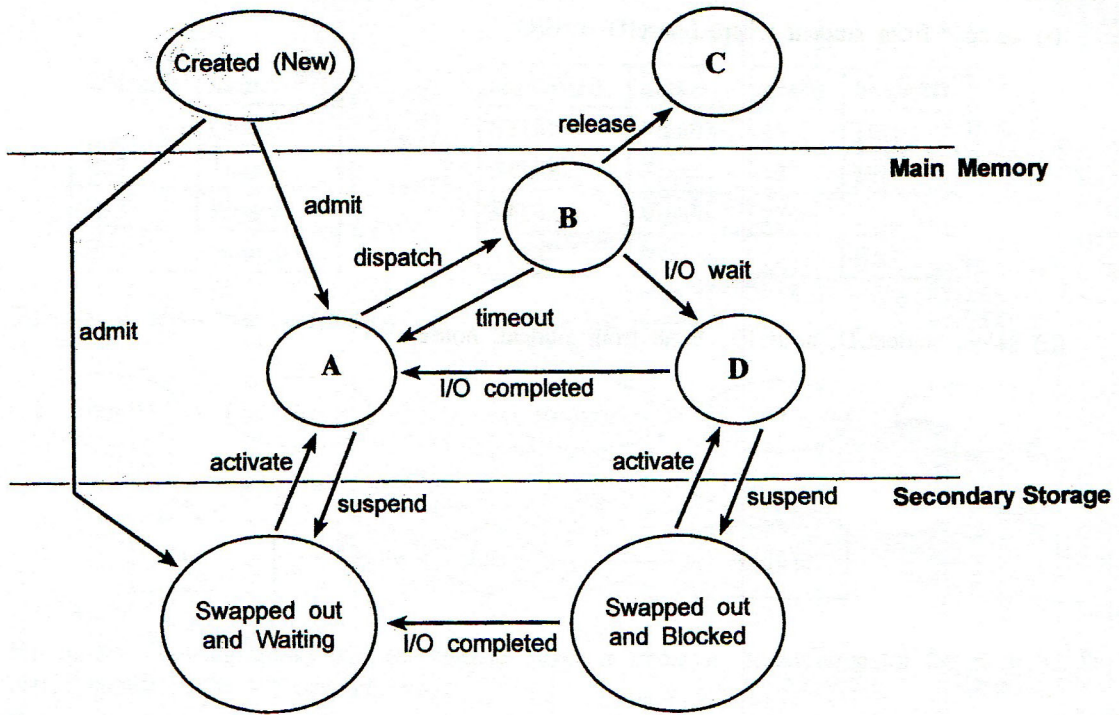 Created (New)
C
release
Main Memory
admit
B
dispatch
I/O wait
admit
timeout
A
D
I/O completed
activate
suspend
activate
suspend
Secondary Storage
Swapped out
and Waiting
I/O completed
Swapped out
and Blocked